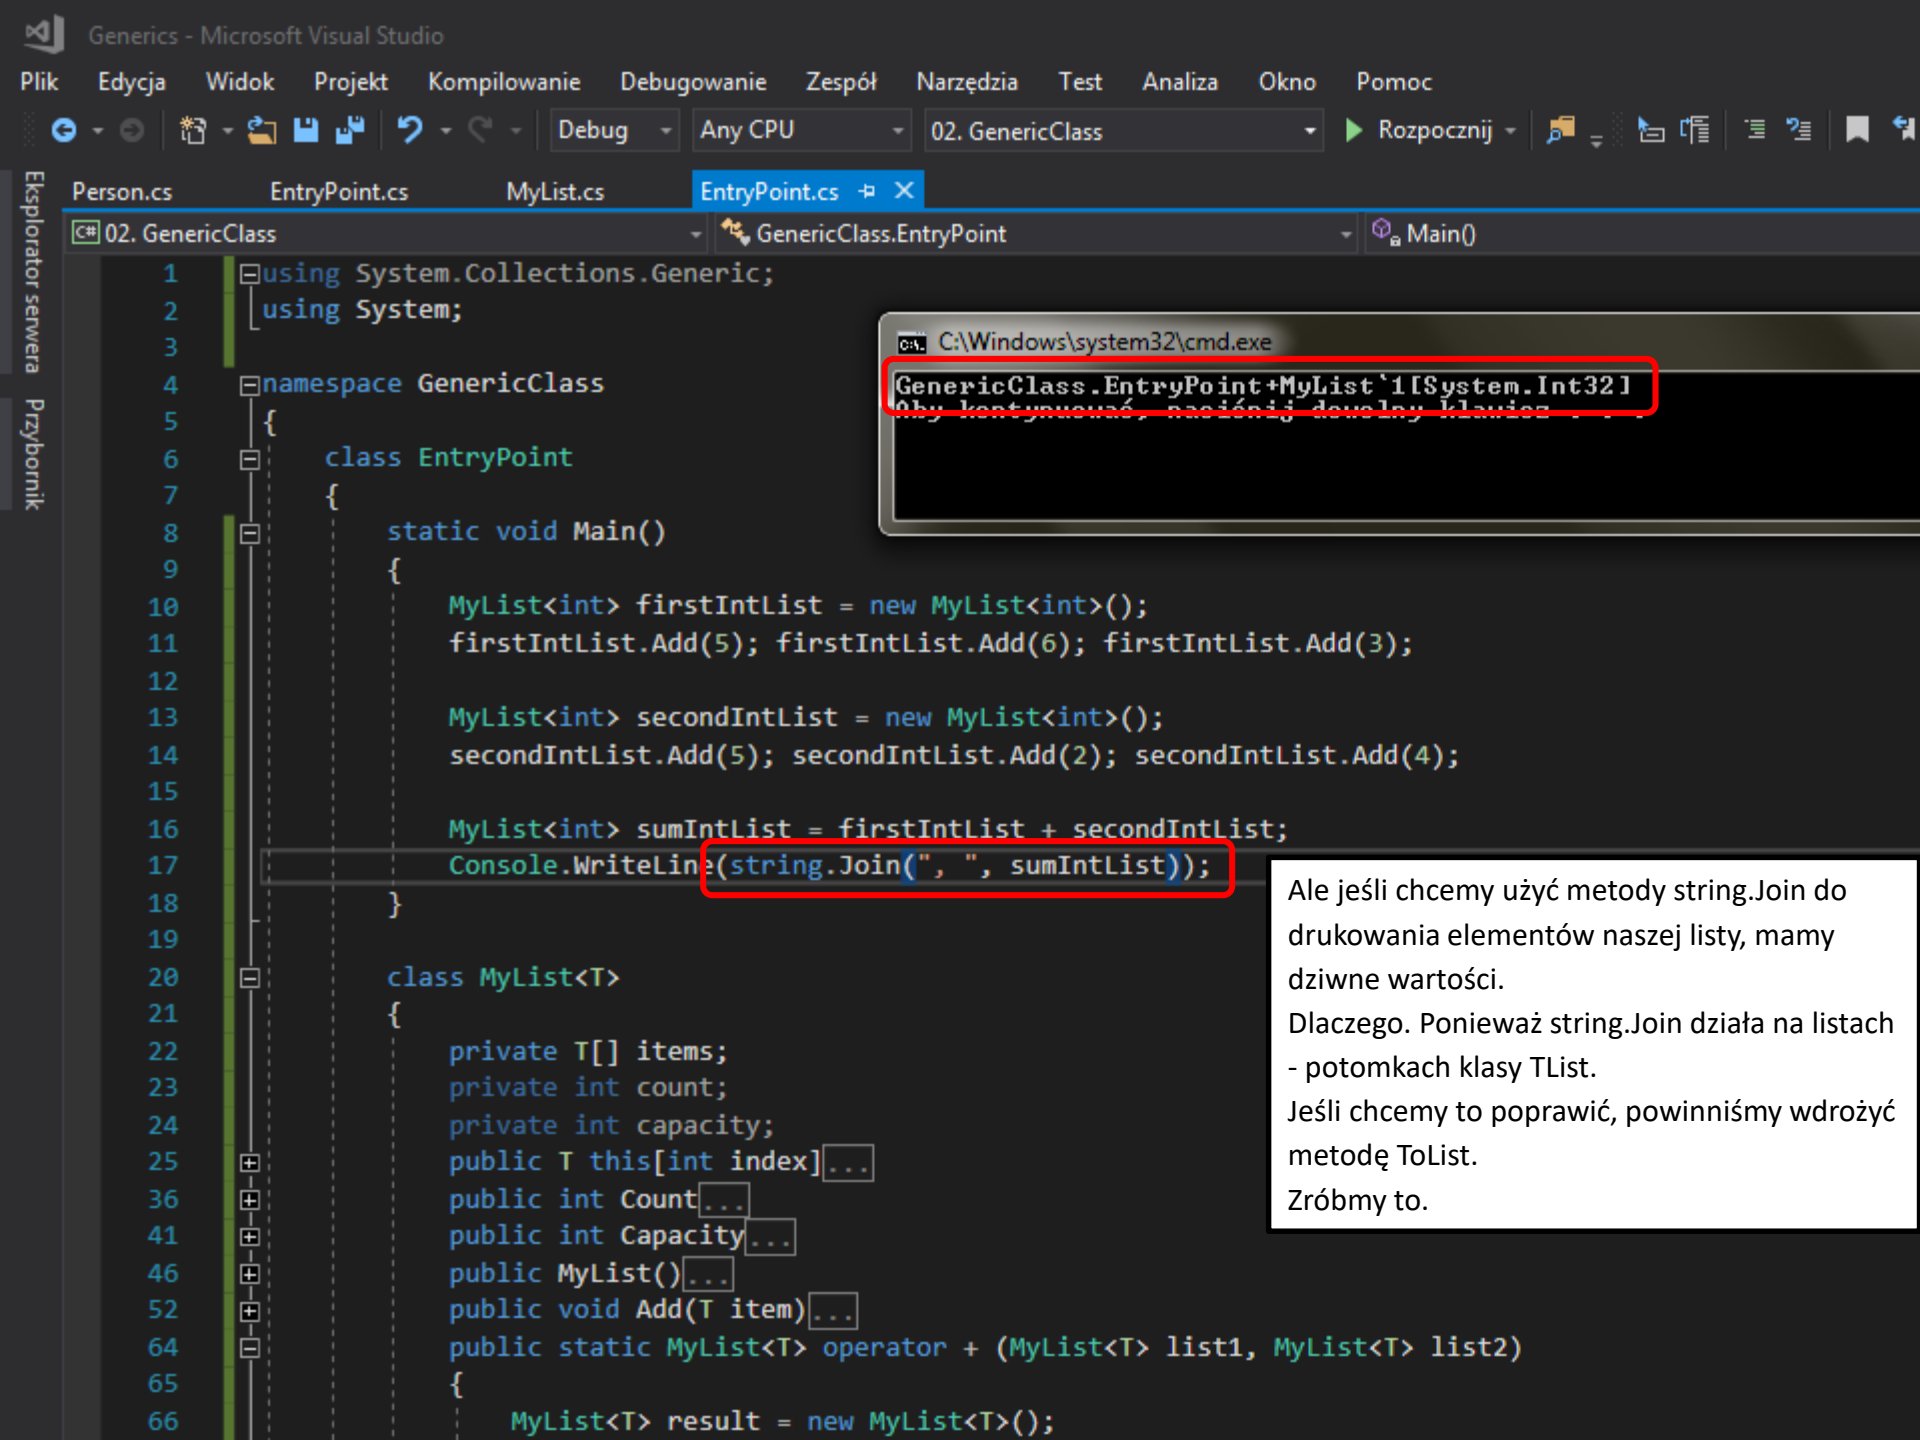 Generics - Microsoft Visual Studio
Plik Edycja Widok Projekt Kompilowanie Debugowanie Zespół Narzędzia Test Analiza Okno Pomoc
Debug Any CPU 02. GenericClass Rozpocznij
Eksplorator serwera
Przybornik
Person.cs EntryPoint.cs MyList.cs EntryPoint.cs
C# 02. GenericClass GenericClass.EntryPoint Main()
1 using System.Collections.Generic;
2 using System;
3
4 namespace GenericClass
5 {
6 class EntryPoint
7 {
8 static void Main()
9 {
10 MyList<int> firstIntList = new MyList<int>();
11 firstIntList.Add(5); firstIntList.Add(6); firstIntList.Add(3);
12
13 MyList<int> secondIntList = new MyList<int>();
14 secondIntList.Add(5); secondIntList.Add(2); secondIntList.Add(4);
15
16 MyList<int> sumIntList = firstIntList + secondIntList;
17 Console.WriteLine(string.Join(", ", sumIntList));
18 }
19
20 class MyList<T>
21 {
22 private T[] items;
23 private int count;
24 private int capacity;
25 public T this[int index]...
36 public int Count...
41 public int Capacity...
46 public MyList()...
52 public void Add(T item)...
64 public static MyList<T> operator + (MyList<T> list1, MyList<T> list2)
65 {
66 MyList<T> result = new MyList<T>();
C:\Windows\system32\cmd.exe
GenericClass.EntryPoint+MyList`1[System.Int32]
Aby kontynuować, naciśnij dowolny klawisz . . .
Ale jeśli chcemy użyć metody string.Join do
drukowania elementów naszej listy, mamy
dziwne wartości.
Dlaczego. Ponieważ string.Join działa na listach
- potomkach klasy TList.
Jeśli chcemy to poprawić, powinniśmy wdrożyć
metodę ToList.
Zróbmy to.